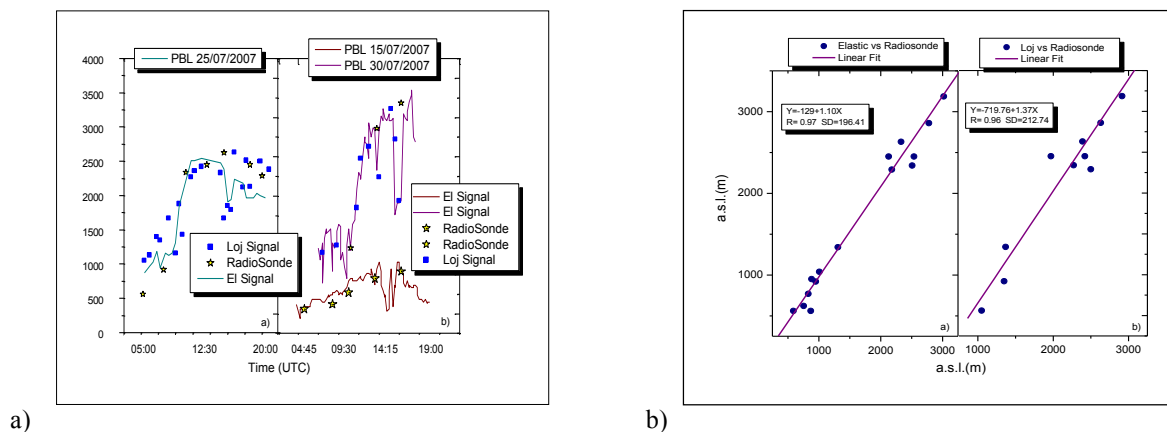 PBL 25/07/2007
PBL 15/07/2007
PBL 30/07/2007
4000
3500
3000
2500
2000
1500
1000
500
0
Loj Signal
RadioSonde
El Signal
a)
El Signal
El Signal
RadioSonde
RadioSonde
Loj Signal
b)
05:00 12:30 20:00 04:45 09:30 14:15 19:00
Time (UTC)
a)
Elastic vs Radiosonde
Linear Fit
Loj vs Radiosonde
Linear Fit
Y=-129+1.10X
R= 0.97 SD=196.41
Y=-719.76+1.37X
R= 0.96 SD=212.74
a.s.l.(m)
3000
2000
1000
a)
b)
1000 2000 3000 1000 2000 3000
a.s.l.(m)
b)